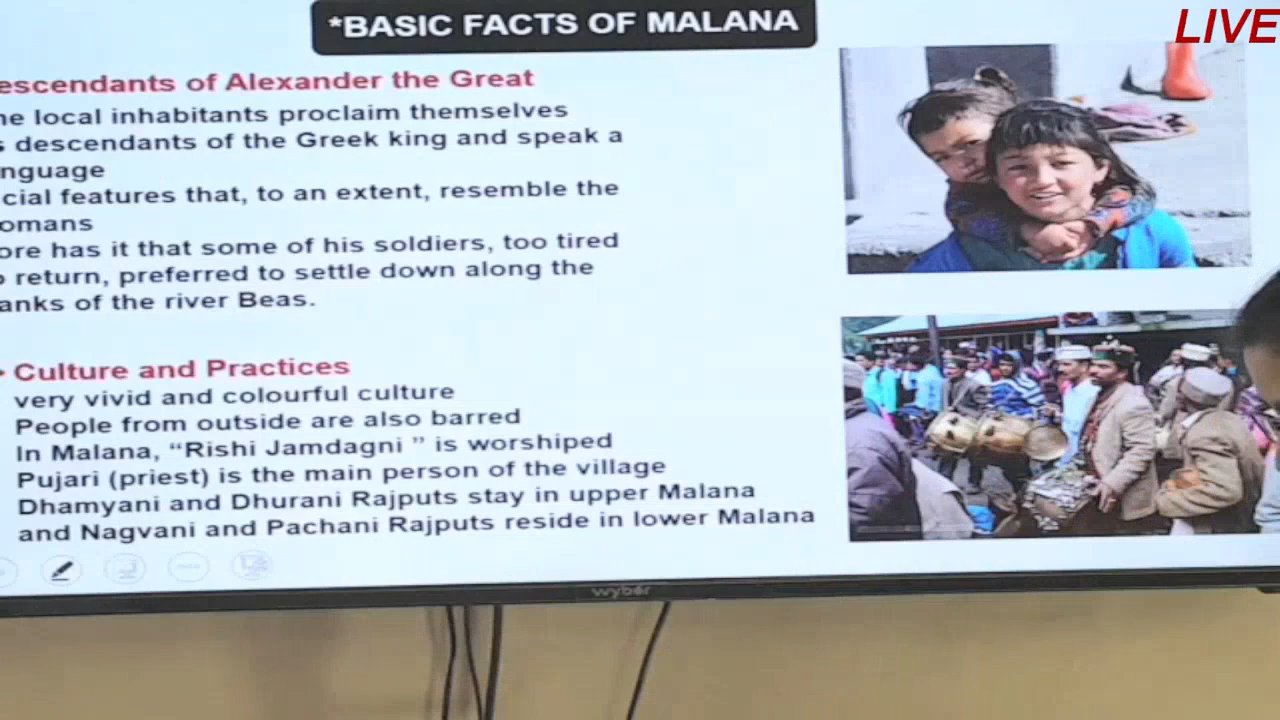 *BASIC FACTS OF MALANA
LIVE
escendants of Alexander the Great
he local inhabitants proclaim themselves
s descendants of the Greek king and speak a
nguage
cial features that, to an extent, resemble the
omans
ore has it that some of his soldiers, too tired
o return, preferred to settle down along the
anks of the river Beas.
Culture and Practices
very vivid and colourful culture
People from outside are also barred
In Malana, “Rishi Jamdagni ” is worshiped
Pujari (priest) is the main person of the village
Dhamyani and Dhurani Rajputs stay in upper Malana
and Nagvani and Pachani Rajputs reside in lower Malana
wybor